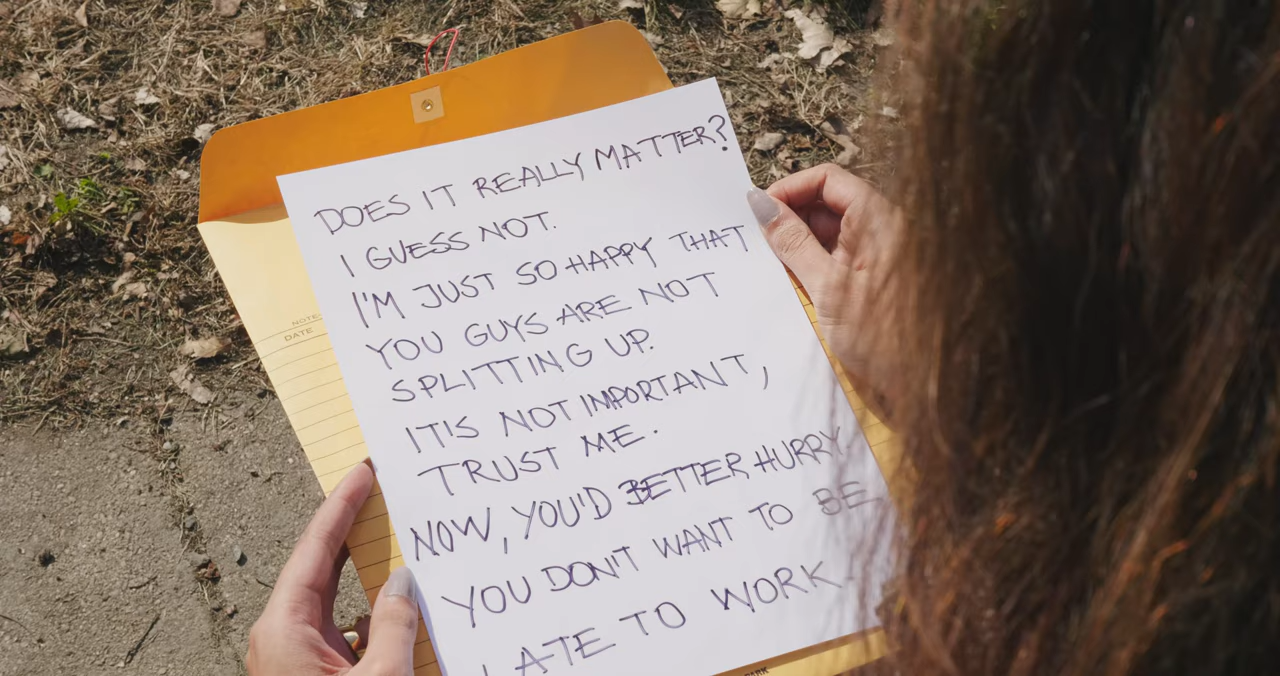 NOTE:
DATE
DOES IT REALLY MATTER?
I GUESS NOT.
I'M JUST SO HAPPY THAT
YOU GUYS ARE NOT
SPLITTING UP.
IT IS NOT IMPORTANT,
TRUST ME.
NOW, YOU'D BETTER HURRY
YOU DON'T WANT TO BE
LATE TO WORK